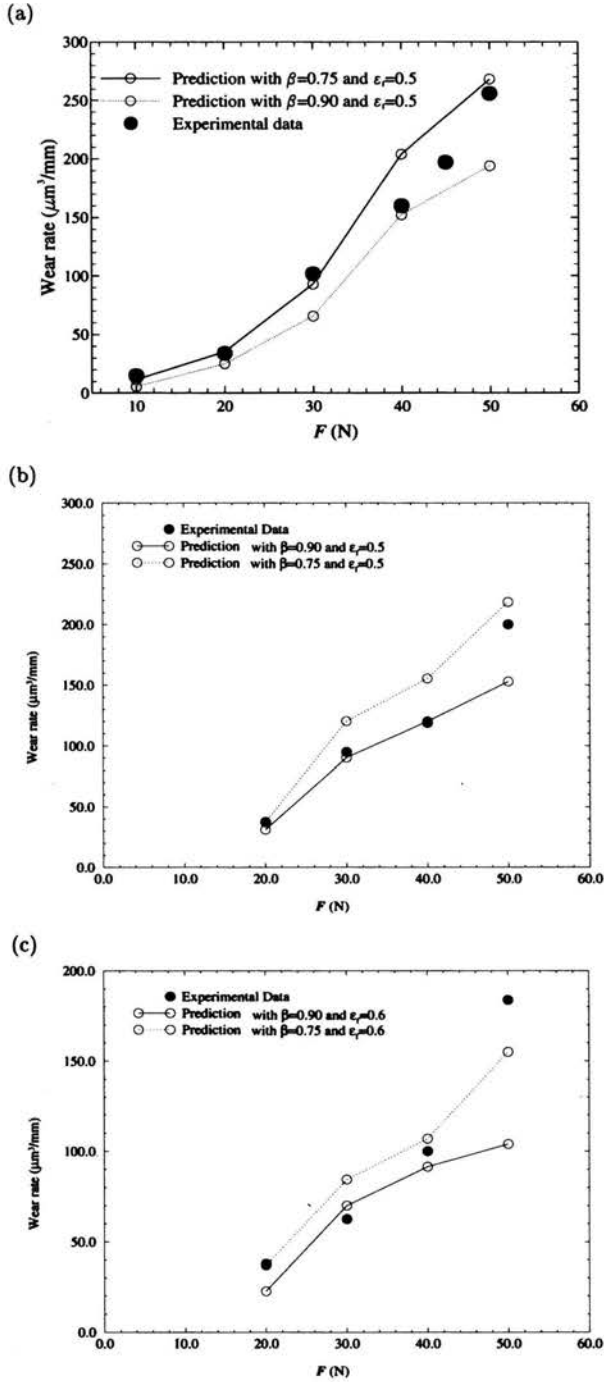 (a)
300
Prediction with β=0.75 and εf=0.5
250
Prediction with β=0.90 and εf=0.5
Experimental data
200
150
100
50
0
Wear rate (μm³/mm)
10 20 30 40 50 60
F (N)
(b)
300.0
Experimental Data
Prediction with β=0.90 and εf=0.5
250.0
Prediction with β=0.75 and εf=0.5
200.0
150.0
100.0
50.0
0.0
Wear rate (μm³/mm)
0.0 10.0 20.0 30.0 40.0 50.0 60.0
F (N)
(c)
200.0
Experimental Data
Prediction with β=0.90 and εf=0.6
Prediction with β=0.75 and εf=0.6
150.0
100.0
50.0
0.0
Wear rate (μm³/mm)
0.0 10.0 20.0 30.0 40.0 50.0 60.0
F (N)